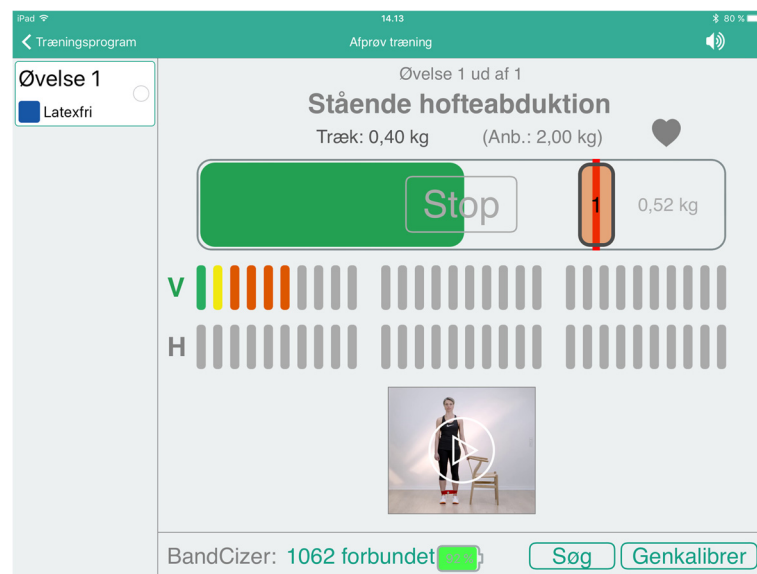 iPad 14.13 80 %
Træningsprogram Afprøv træning
Øvelse 1
Latexfri
Øvelse 1 ud af 1
Stående hofteabduktion
Træk: 0,40 kg (Anb.: 2,00 kg)
Stop 1 0,52 kg
V
H
BandCizer: 1062 forbundet Søg Genkalibrer